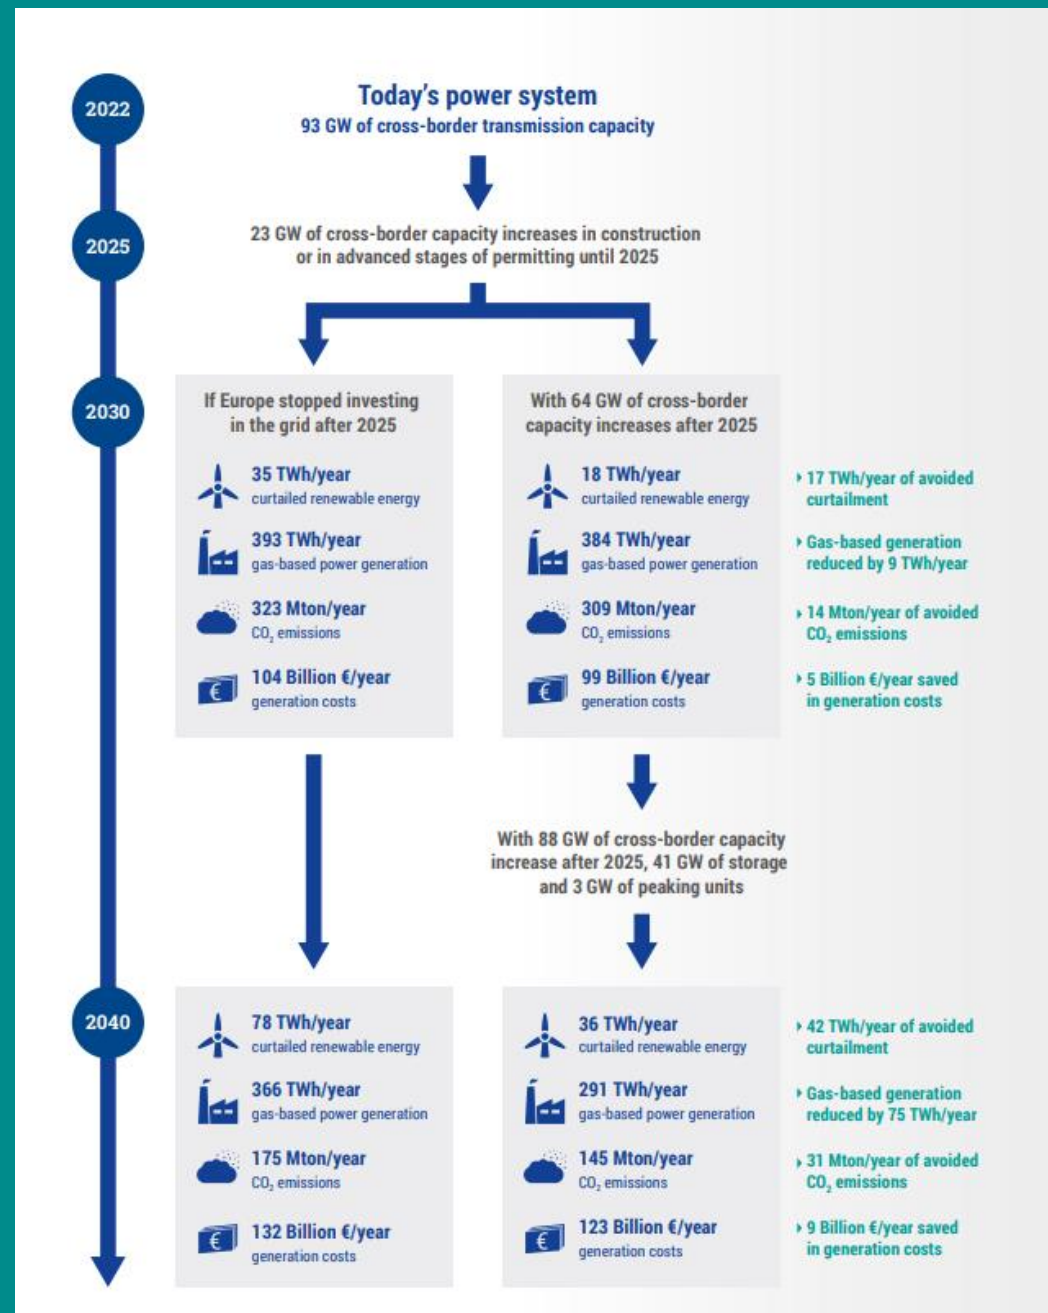 2022
Today's power system
93 GW of cross-border transmission capacity
2025
23 GW of cross-border capacity increases in construction
or in advanced stages of permitting until 2025
2030
If Europe stopped investing
in the grid after 2025
35 TWh/year
curtailed renewable energy
393 TWh/year
gas-based power generation
323 Mton/year
CO₂ emissions
€
104 Billion €/year
generation costs
With 64 GW of cross-border
capacity increases after 2025
18 TWh/year
curtailed renewable energy
384 TWh/year
gas-based power generation
309 Mton/year
CO₂ emissions
€
99 Billion €/year
generation costs
17 TWh/year of avoided
curtailment
Gas-based generation
reduced by 9 TWh/year
14 Mton/year of avoided
CO₂ emissions
5 Billion €/year saved
in generation costs
With 88 GW of cross-border capacity
increase after 2025, 41 GW of storage
and 3 GW of peaking units
2040
78 TWh/year
curtailed renewable energy
366 TWh/year
gas-based power generation
175 Mton/year
CO₂ emissions
€
132 Billion €/year
generation costs
36 TWh/year
curtailed renewable energy
291 TWh/year
gas-based power generation
145 Mton/year
CO₂ emissions
€
123 Billion €/year
generation costs
42 TWh/year of avoided
curtailment
Gas-based generation
reduced by 75 TWh/year
31 Mton/year of avoided
CO₂ emissions
9 Billion €/year saved
in generation costs